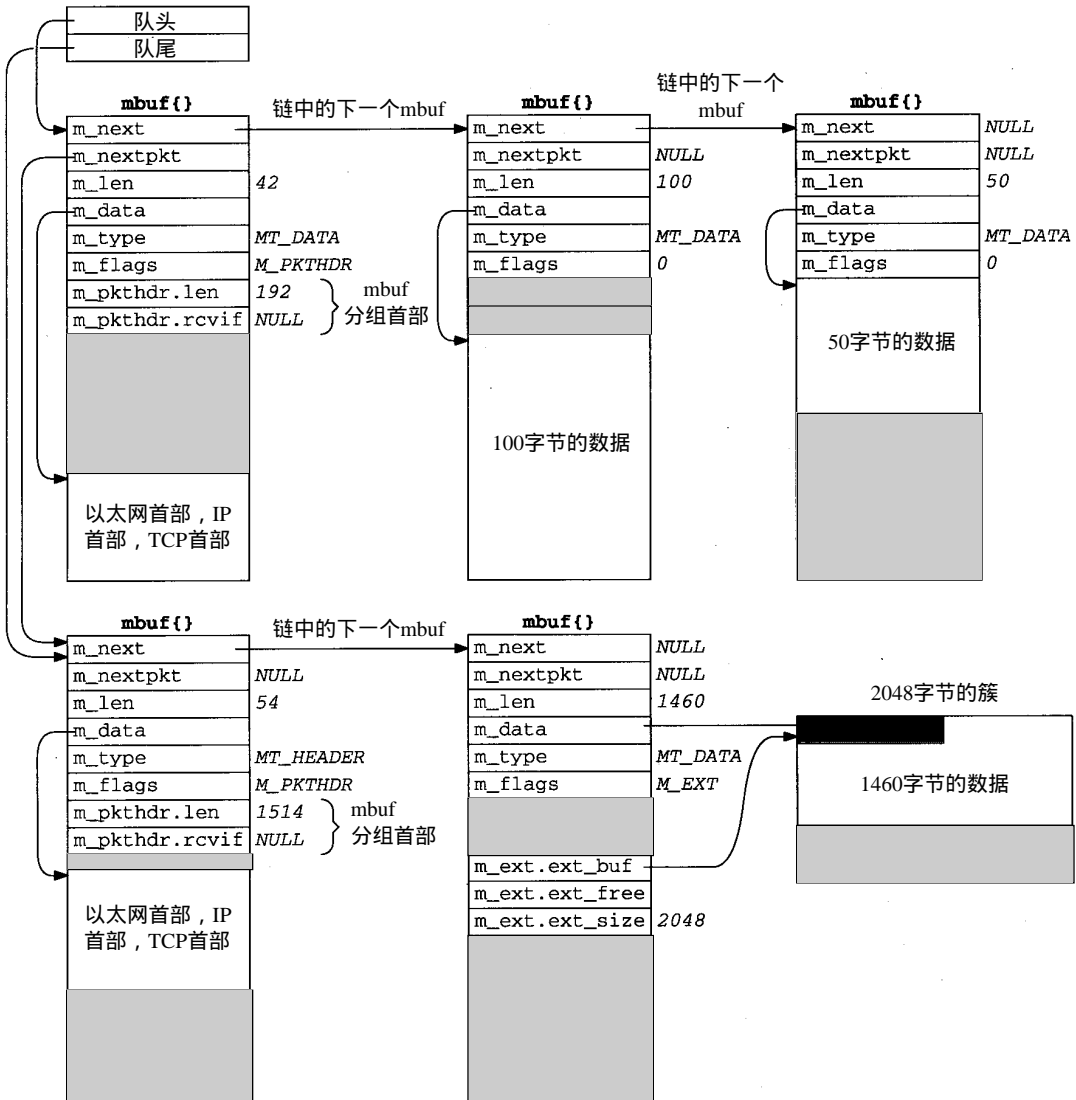 队头
队尾
mbuf{}
链中的下一个mbuf
mbuf{}
链中的下一个
mbuf
mbuf{}
m_next
m_nextpkt
m_len 42
m_data
m_type MT_DATA
m_flags M_PKTHDR
m_pkthdr.len 192
m_pkthdr.rcvif NULL
mbuf
分组首部
以太网首部，IP
首部，TCP首部
m_next
m_nextpkt NULL
m_len 100
m_data
m_type MT_DATA
m_flags 0
100字节的数据
m_next NULL
m_nextpkt NULL
m_len 50
m_data
m_type MT_DATA
m_flags 0
50字节的数据
mbuf{}
链中的下一个mbuf
mbuf{}
m_next
m_nextpkt NULL
m_len 54
m_data
m_type MT_HEADER
m_flags M_PKTHDR
m_pkthdr.len 1514
m_pkthdr.rcvif NULL
mbuf
分组首部
以太网首部，IP
首部，TCP首部
m_next NULL
m_nextpkt NULL
m_len 1460
m_data
m_type MT_DATA
m_flags M_EXT
m_ext.ext_buf
m_ext.ext_free
m_ext.ext_size 2048
2048字节的簇
1460字节的数据